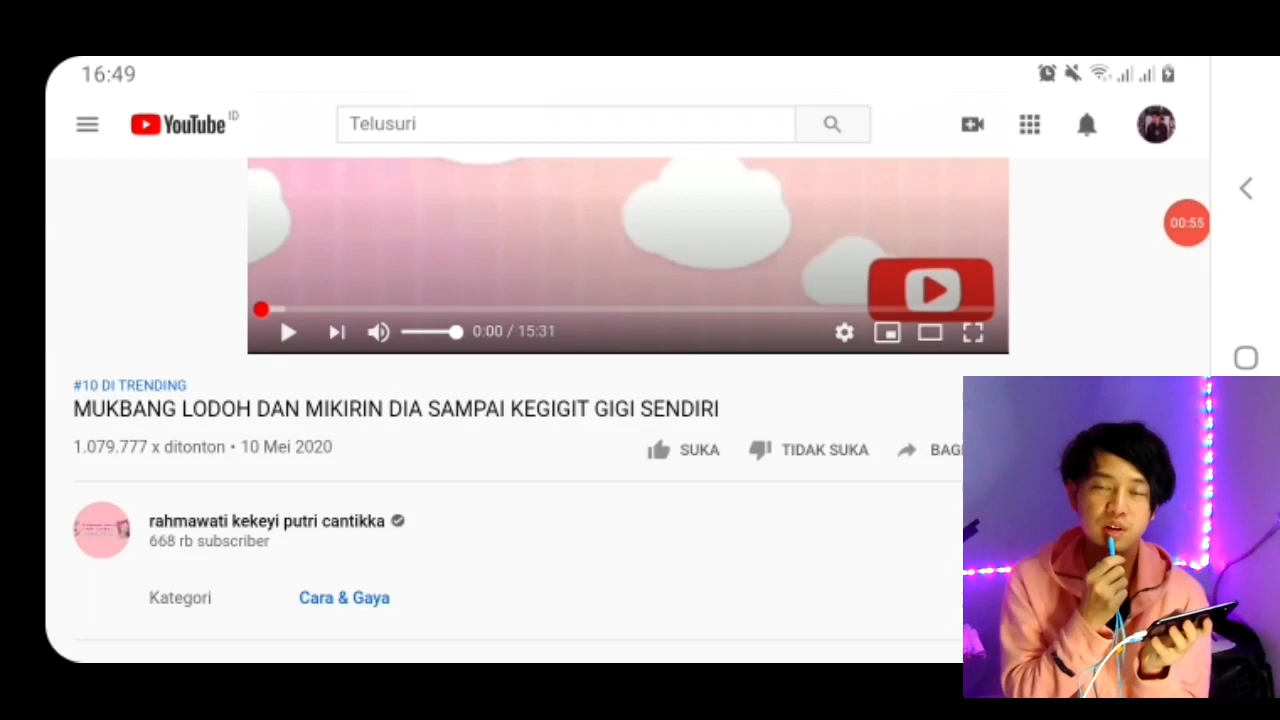 16:49
YouTube ID
Telusuri
00:55
0:00 / 15:31
#10 DI TRENDING
MUKBANG LODOH DAN MIKIRIN DIA SAMPAI KEGIGIT GIGI SENDIRI
1.079.777 x ditonton • 10 Mei 2020
SUKA TIDAK SUKA BAGI
rahmawati kekeyi putri cantikka
668 rb subscriber
Kategori Cara & Gaya